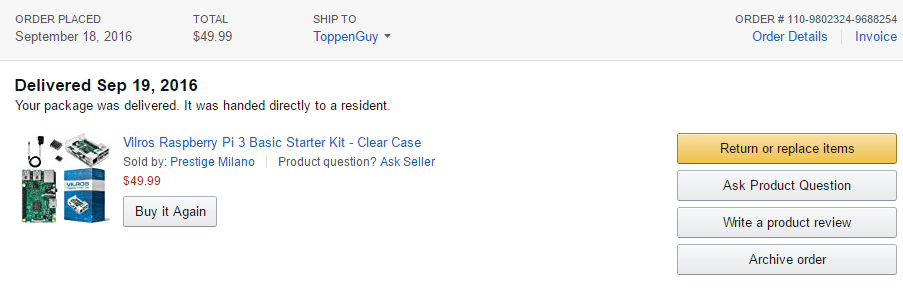 ORDER PLACED TOTAL SHIP TO ORDER # 110-9802324-9688254
September 18, 2016 $49.99 ToppenGuy Order Details Invoice
Delivered Sep 19, 2016
Your package was delivered. It was handed directly to a resident.
VILROS
Vilros Raspberry Pi 3 Basic Starter Kit - Clear Case
Sold by: Prestige Milano Product question? Ask Seller
$49.99
Buy it Again
Return or replace items
Ask Product Question
Write a product review
Archive order